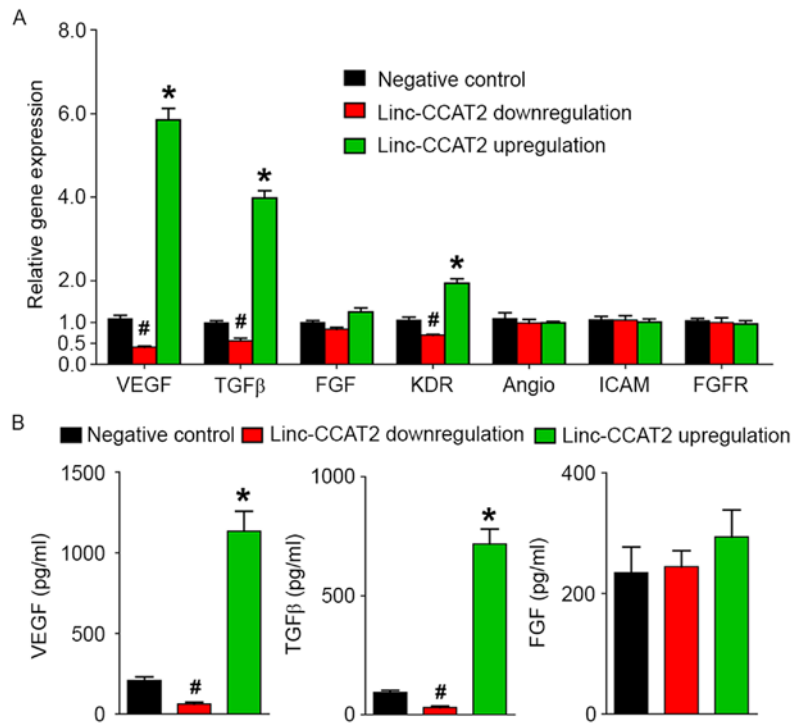 A
8.0
6.0
4.0
2.0
1.0
0.5
0.0
Relative gene expression
Negative control
Linc-CCAT2 downregulation
Linc-CCAT2 upregulation
#
*
#
*
#
*
VEGF TGFβ FGF KDR Angio ICAM FGFR
B
Negative control Linc-CCAT2 downregulation Linc-CCAT2 upregulation
1500
1000
500
0
VEGF (pg/ml)
#
*
1000
500
0
TGFβ (pg/ml)
#
*
400
200
0
FGF (pg/ml)